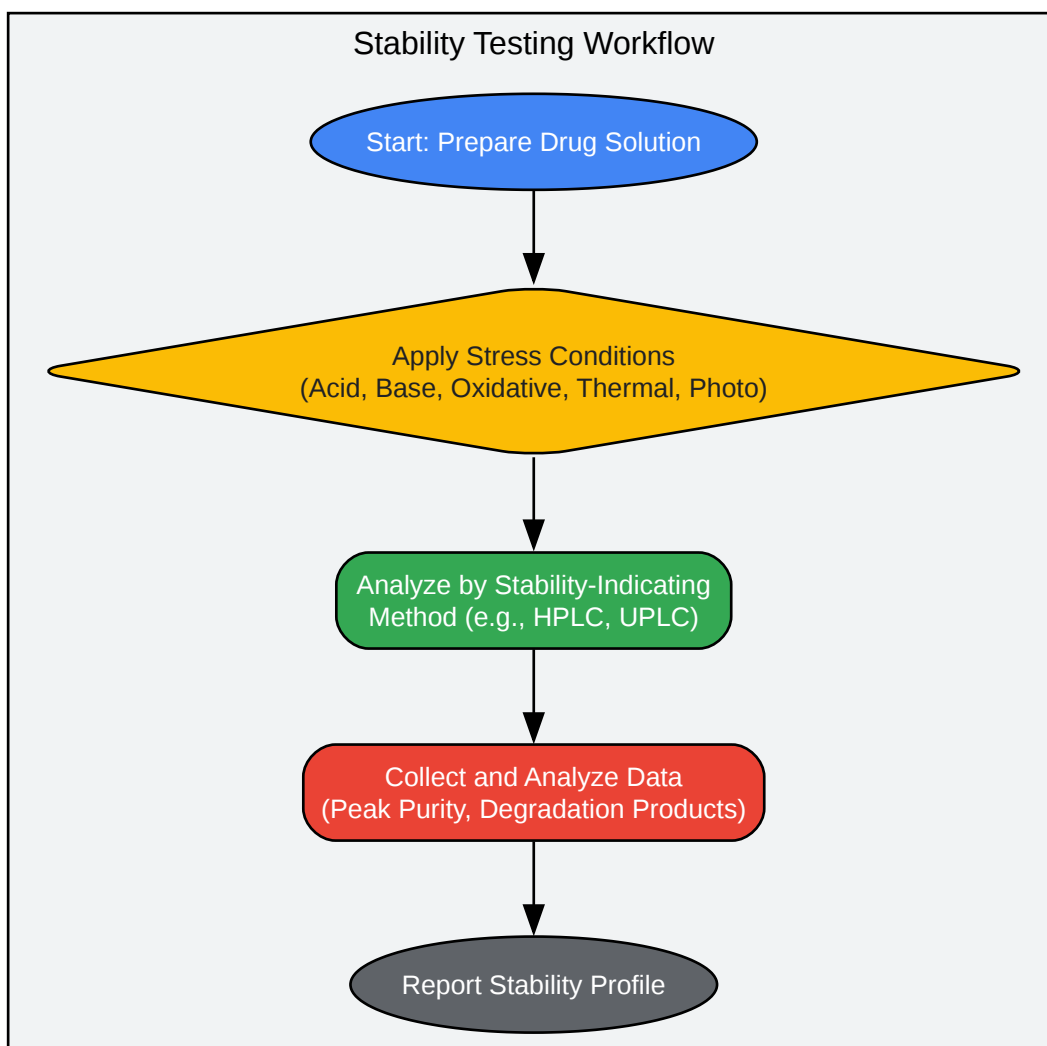 Stability Testing Workflow
Start: Prepare Drug Solution
Apply Stress Conditions
(Acid, Base, Oxidative, Thermal, Photo)
Analyze by Stability-Indicating
Method (e.g., HPLC, UPLC)
Collect and Analyze Data
(Peak Purity, Degradation Products)
Report Stability Profile